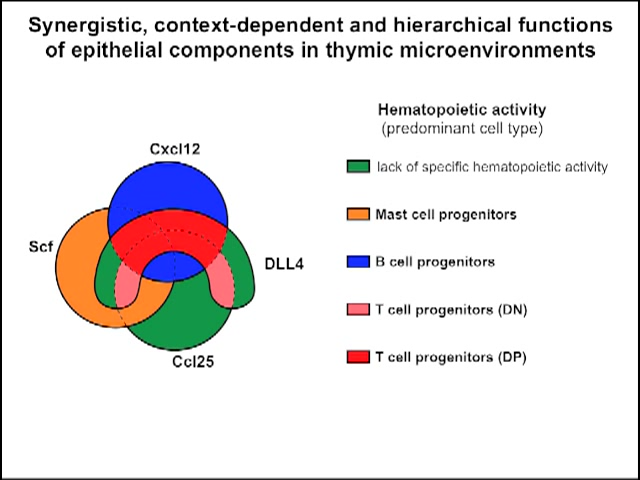 Synergistic, context-dependent and hierarchical functions
of epithelial components in thymic microenvironments
Hematopoietic activity
(predominant cell type)
Cxcl12
lack of specific hematopoietic activity
Mast cell progenitors
Scf
DLL4
B cell progenitors
T cell progenitors (DN)
T cell progenitors (DP)
Ccl25